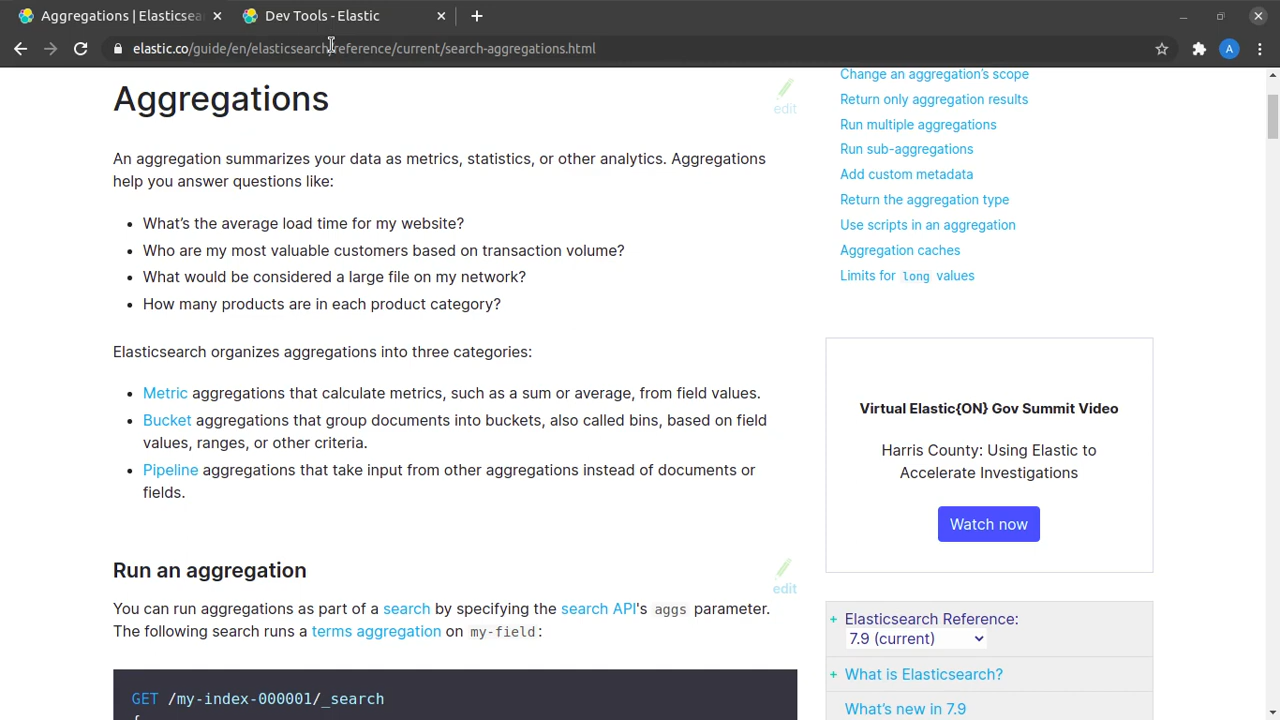 Aggregations | Elasticsea
Dev Tools - Elastic
elastic.co/guide/en/elasticsearch/reference/current/search-aggregations.html
A
Aggregations
edit
An aggregation summarizes your data as metrics, statistics, or other analytics. Aggregations
help you answer questions like:
• What's the average load time for my website?
• Who are my most valuable customers based on transaction volume?
• What would be considered a large file on my network?
• How many products are in each product category?
Elasticsearch organizes aggregations into three categories:
• Metric aggregations that calculate metrics, such as a sum or average, from field values.
• Bucket aggregations that group documents into buckets, also called bins, based on field
values, ranges, or other criteria.
• Pipeline aggregations that take input from other aggregations instead of documents or
fields.
Run an aggregation
edit
You can run aggregations as part of a search by specifying the search API's aggs parameter.
The following search runs a terms aggregation on my-field:
GET /my-index-000001/_search
Change an aggregation's scope
Return only aggregation results
Run multiple aggregations
Run sub-aggregations
Add custom metadata
Return the aggregation type
Use scripts in an aggregation
Aggregation caches
Limits for long values
Virtual Elastic{ON} Gov Summit Video
Harris County: Using Elastic to
Accelerate Investigations
Watch now
+ Elasticsearch Reference:
7.9 (current)
+ What is Elasticsearch?
What's new in 7.9